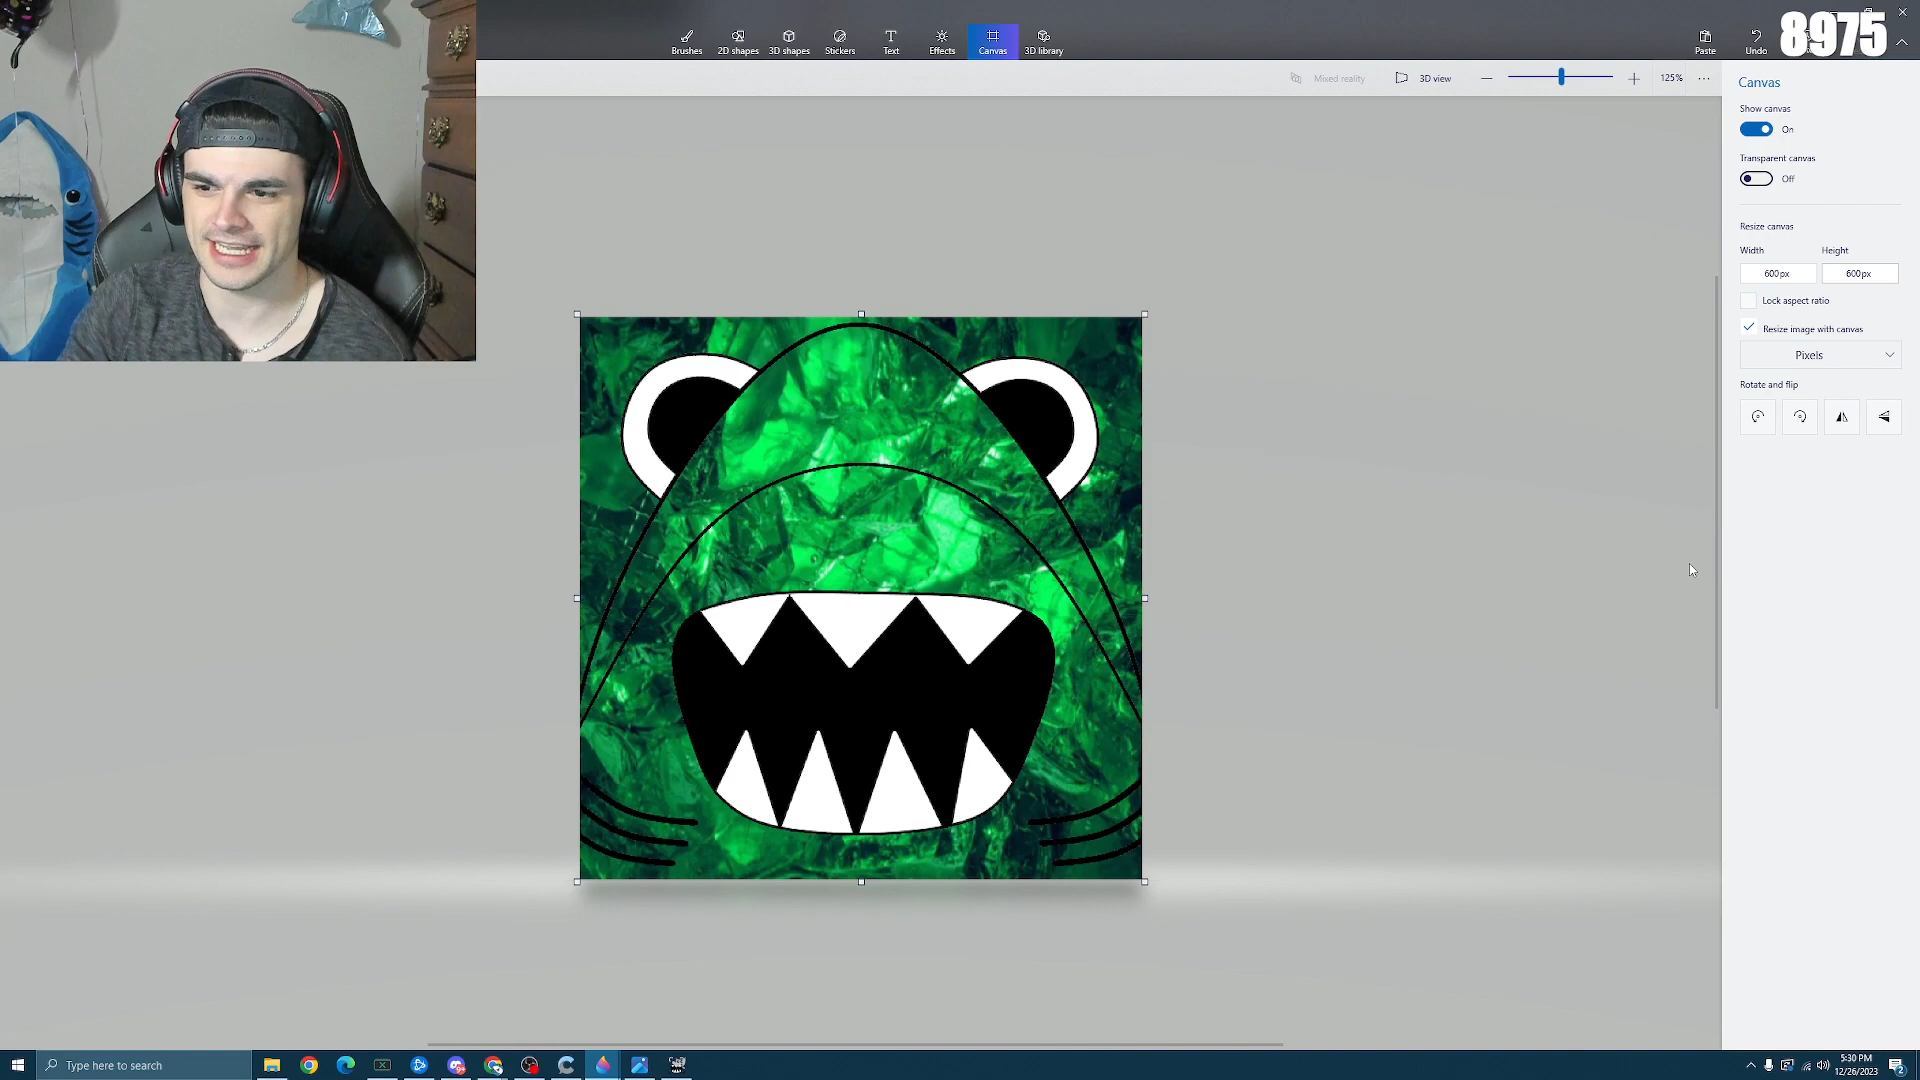 8975
Brushes
2D shapes
3D shapes
Stickers
Text
Effects
Canvas
3D library
Paste
Undo
Mixed reality
3D view
125%
Canvas
Show canvas
On
Transparent canvas
Off
Resize canvas
Width
Height
600px
600px
Lock aspect ratio
Resize image with canvas
Pixels
Rotate and flip
Type here to search
5:30 PM
12/26/2023
2